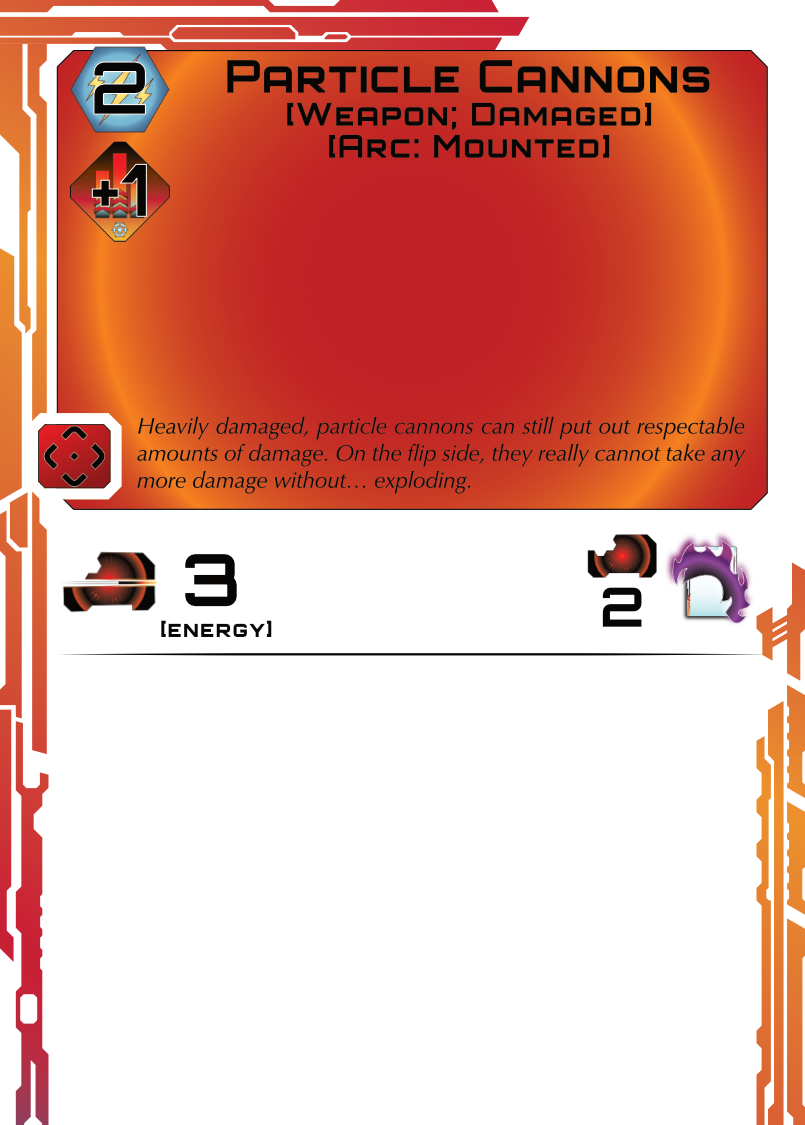 2
Particle Cannons
[Weapon; Damaged]
[Arc: Mounted]
+1
Heavily damaged, particle cannons can still put out respectable
amounts of damage. On the flip side, they really cannot take any
more damage without… exploding.
3
[energy]
2